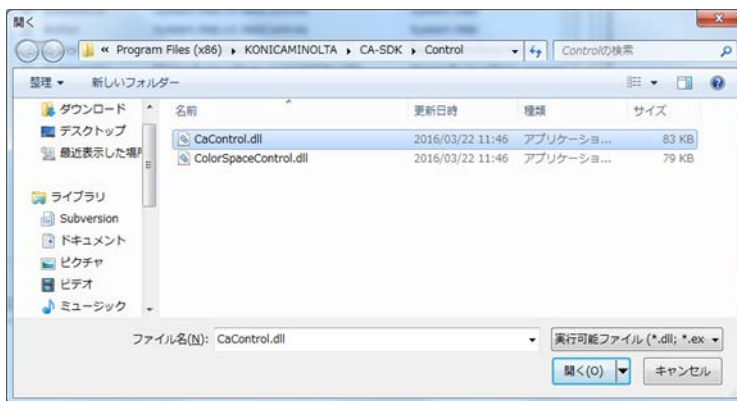 開く
« Program Files (x86) ▸ KONICAMINOLTA ▸ CA-SDK ▸ Control
Controlの検索
整理 ▼ 新しいフォルダー
名前 更新日時 種類 サイズ
ダウンロード
デスクトップ
最近表示した場所
ライブラリ
Subversion
ドキュメント
ピクチャ
ビデオ
ミュージック
CaControl.dll 2016/03/22 11:46 アプリケーショ... 83 KB
ColorSpaceControl.dll 2016/03/22 11:46 アプリケーショ... 79 KB
ファイル名(N): CaControl.dll
実行可能ファイル (*.dll; *.ex
開く(O) キャンセル